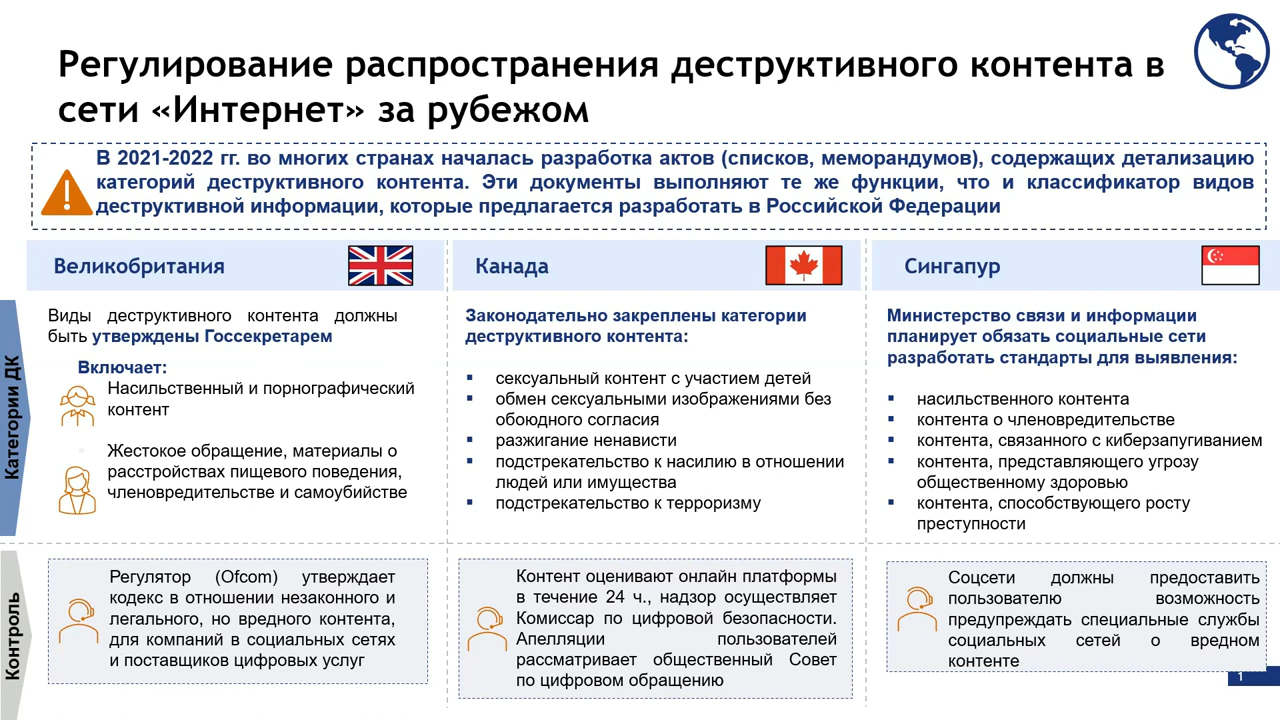 Регулирование распространения деструктивного контента в
сети «Интернет» за рубежом
В 2021-2022 гг. во многих странах началась разработка актов (списков, меморандумов), содержащих детализацию
категорий деструктивного контента. Эти документы выполняют те же функции, что и классификатор видов
деструктивной информации, которые предлагается разработать в Российской Федерации
Великобритания
Канада
Сингапур
Категории ДК
Виды деструктивного контента должны
быть утверждены Госсекретарем
Включает:
Насильственный и порнографический
контент
Жестокое обращение, материалы о
расстройствах пищевого поведения,
членовредительстве и самоубийстве
Законодательно закреплены категории
деструктивного контента:
▪ сексуальный контент с участием детей
▪ обмен сексуальными изображениями без
обоюдного согласия
▪ разжигание ненависти
▪ подстрекательство к насилию в отношении
людей или имущества
▪ подстрекательство к терроризму
Министерство связи и информации
планирует обязать социальные сети
разработать стандарты для выявления:
▪ насильственного контента
▪ контента о членовредительстве
▪ контента, связанного с киберзапугиванием
▪ контента, представляющего угрозу
общественному здоровью
▪ контента, способствующего росту
преступности
Контроль
Регулятор (Ofcom) утверждает
кодекс в отношении незаконного и
легального, но вредного контента,
для компаний в социальных сетях
и поставщиков цифровых услуг
Контент оценивают онлайн платформы
в течение 24 ч., надзор осуществляет
Комиссар по цифровой безопасности.
Апелляции пользователей
рассматривает общественный Совет
по цифровом обращению
Соцсети должны предоставить
пользователю возможность
предупреждать специальные службы
социальных сетей о вредном
контенте
1